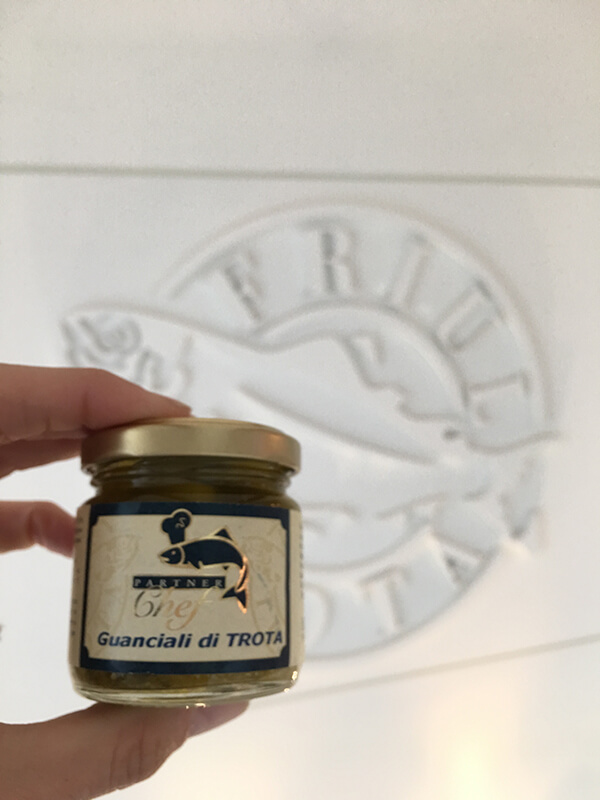 FRIUL
TROTA
PARTNER
Chef
Guanciali di TROTA